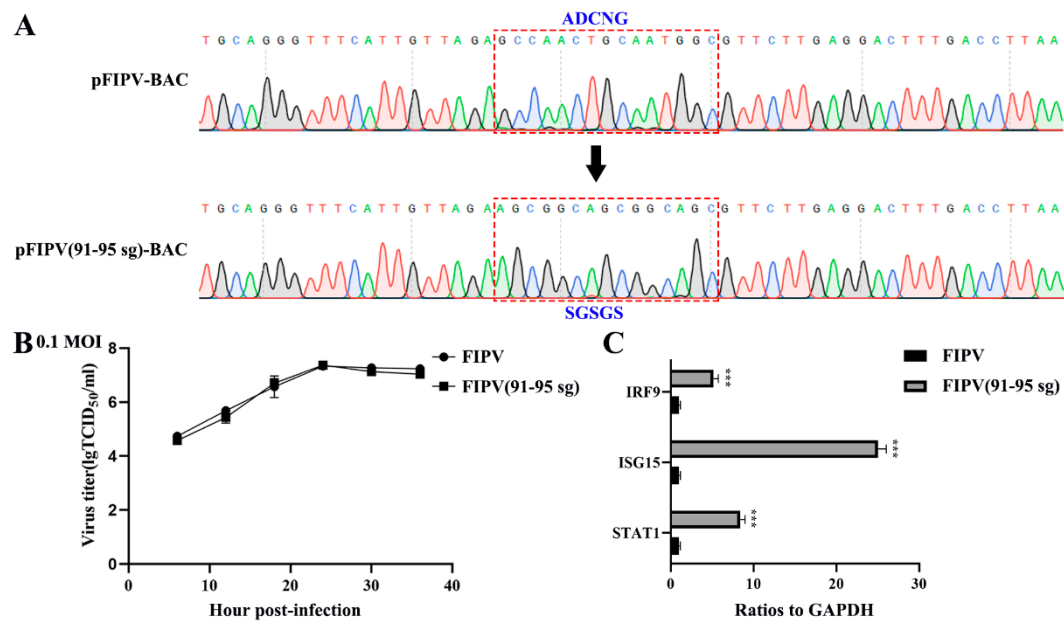 A
ADCNG
T G C A G G G T T T C A T T G T T A G A G C C A A C T G C A A T G G C G T T C T T G A G G A C T T T G A C C T T A A
pFIPV-BAC
T G C A G G G T T T C A T T G T T A G A A G C G G C A G C G G C A G C G T T C T T G A G G A C T T T G A C C T T A A
pFIPV(91-95 sg)-BAC
SGSGS
B 0.1 MOI
FIPV
FIPV(91-95 sg)
Virus titer(lgTCID50/ml)
8
6
4
2
0
0 10 20 30 40
Hour post-infection
C
FIPV
FIPV(91-95 sg)
IRF9
***
ISG15
***
STAT1
***
0 10 20 30
Ratios to GAPDH